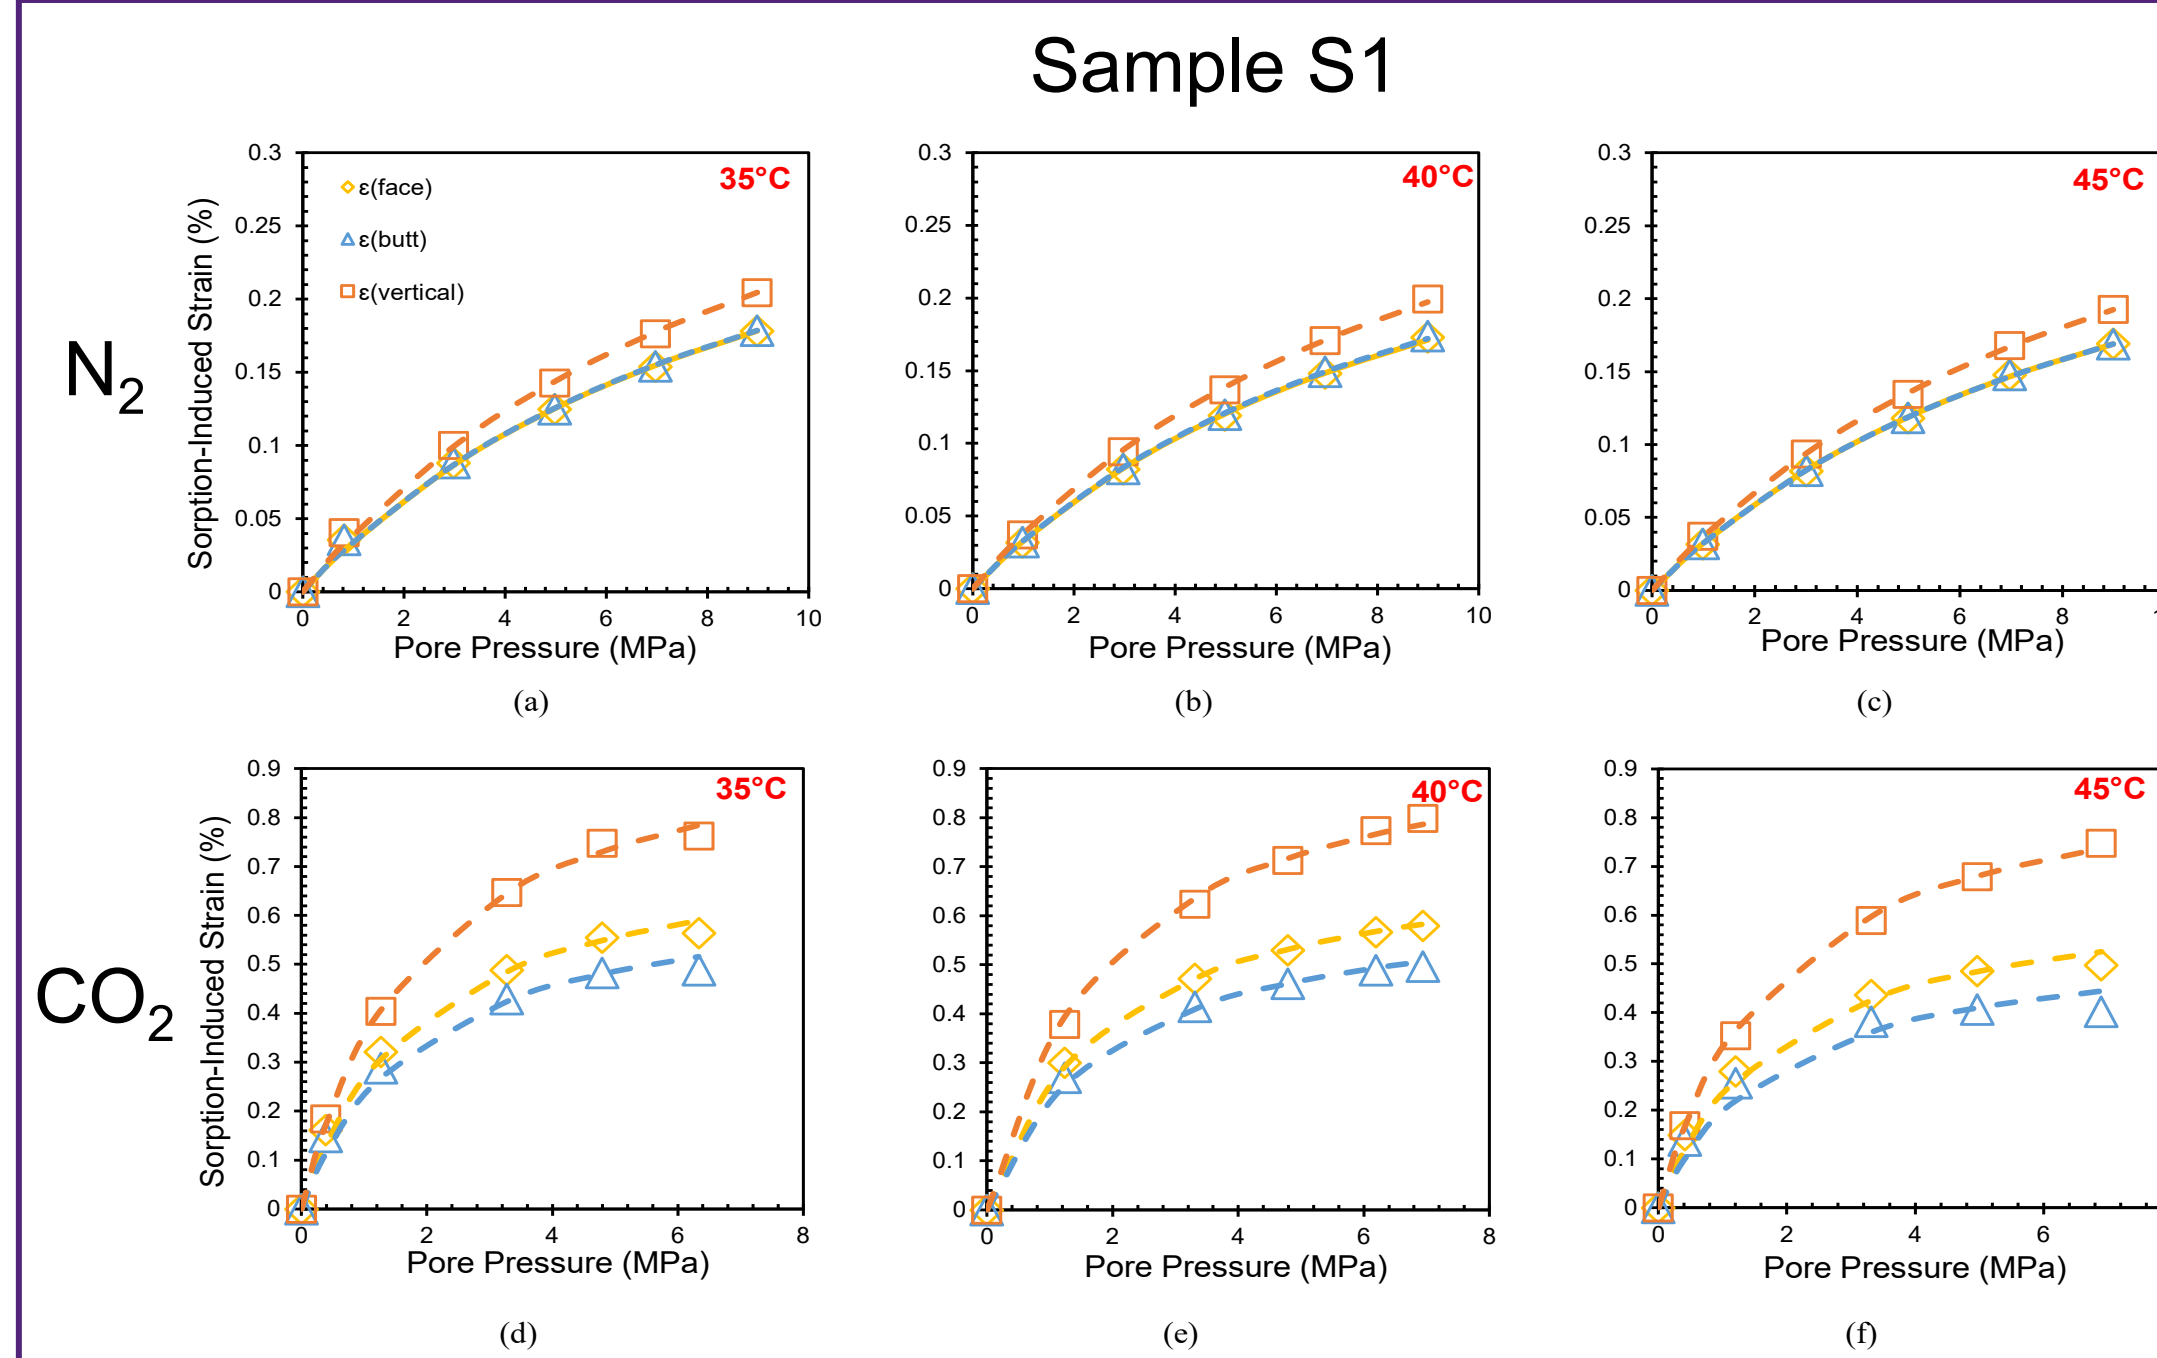 Sample S1
N2
0.3
0.25
0.2
0.15
0.1
0.05
0
Sorption-Induced Strain (%)
35°C
ε(face)
ε(butt)
ε(vertical)
0 2 4 6 8 10
Pore Pressure (MPa)
(a)
0.3
0.25
0.2
0.15
0.1
0.05
0
40°C
0 2 4 6 8 10
Pore Pressure (MPa)
(b)
0.3
0.25
0.2
0.15
0.1
0.05
0
45°C
0 2 4 6 8
Pore Pressure (MPa)
(c)
CO2
0.9
0.8
0.7
0.6
0.5
0.4
0.3
0.2
0.1
0
Sorption-Induced Strain (%)
35°C
0 2 4 6 8
Pore Pressure (MPa)
(d)
0.9
0.8
0.7
0.6
0.5
0.4
0.3
0.2
0.1
0
40°C
0 2 4 6 8
Pore Pressure (MPa)
(e)
0.9
0.8
0.7
0.6
0.5
0.4
0.3
0.2
0.1
0
45°C
0 2 4 6
Pore Pressure (MPa)
(f)